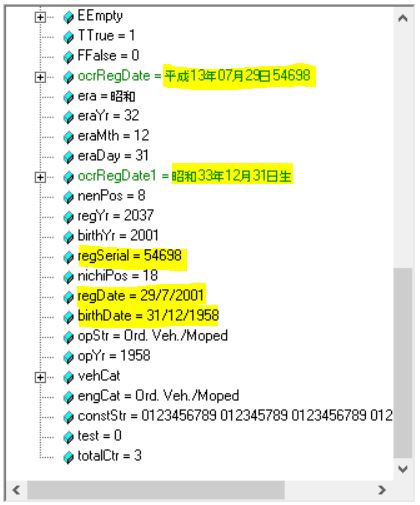 EEmpty
TTrue = 1
FFalse = 0
ocrRegDate = 平成13年07月29日54698
era = 昭和
eraYr = 32
eraMth = 12
eraDay = 31
ocrRegDate1 = 昭和33年12月31日生
nenPos = 8
regYr = 2037
birthYr = 2001
regSerial = 54698
nichiPos = 18
regDate = 29/7/2001
birthDate = 31/12/1958
opStr = Ord. Veh./Moped
opYr = 1958
vehCat
engCat = Ord. Veh./Moped
constStr = 0123456789 012345789 0123456789 012
test = 0
totalCtr = 3